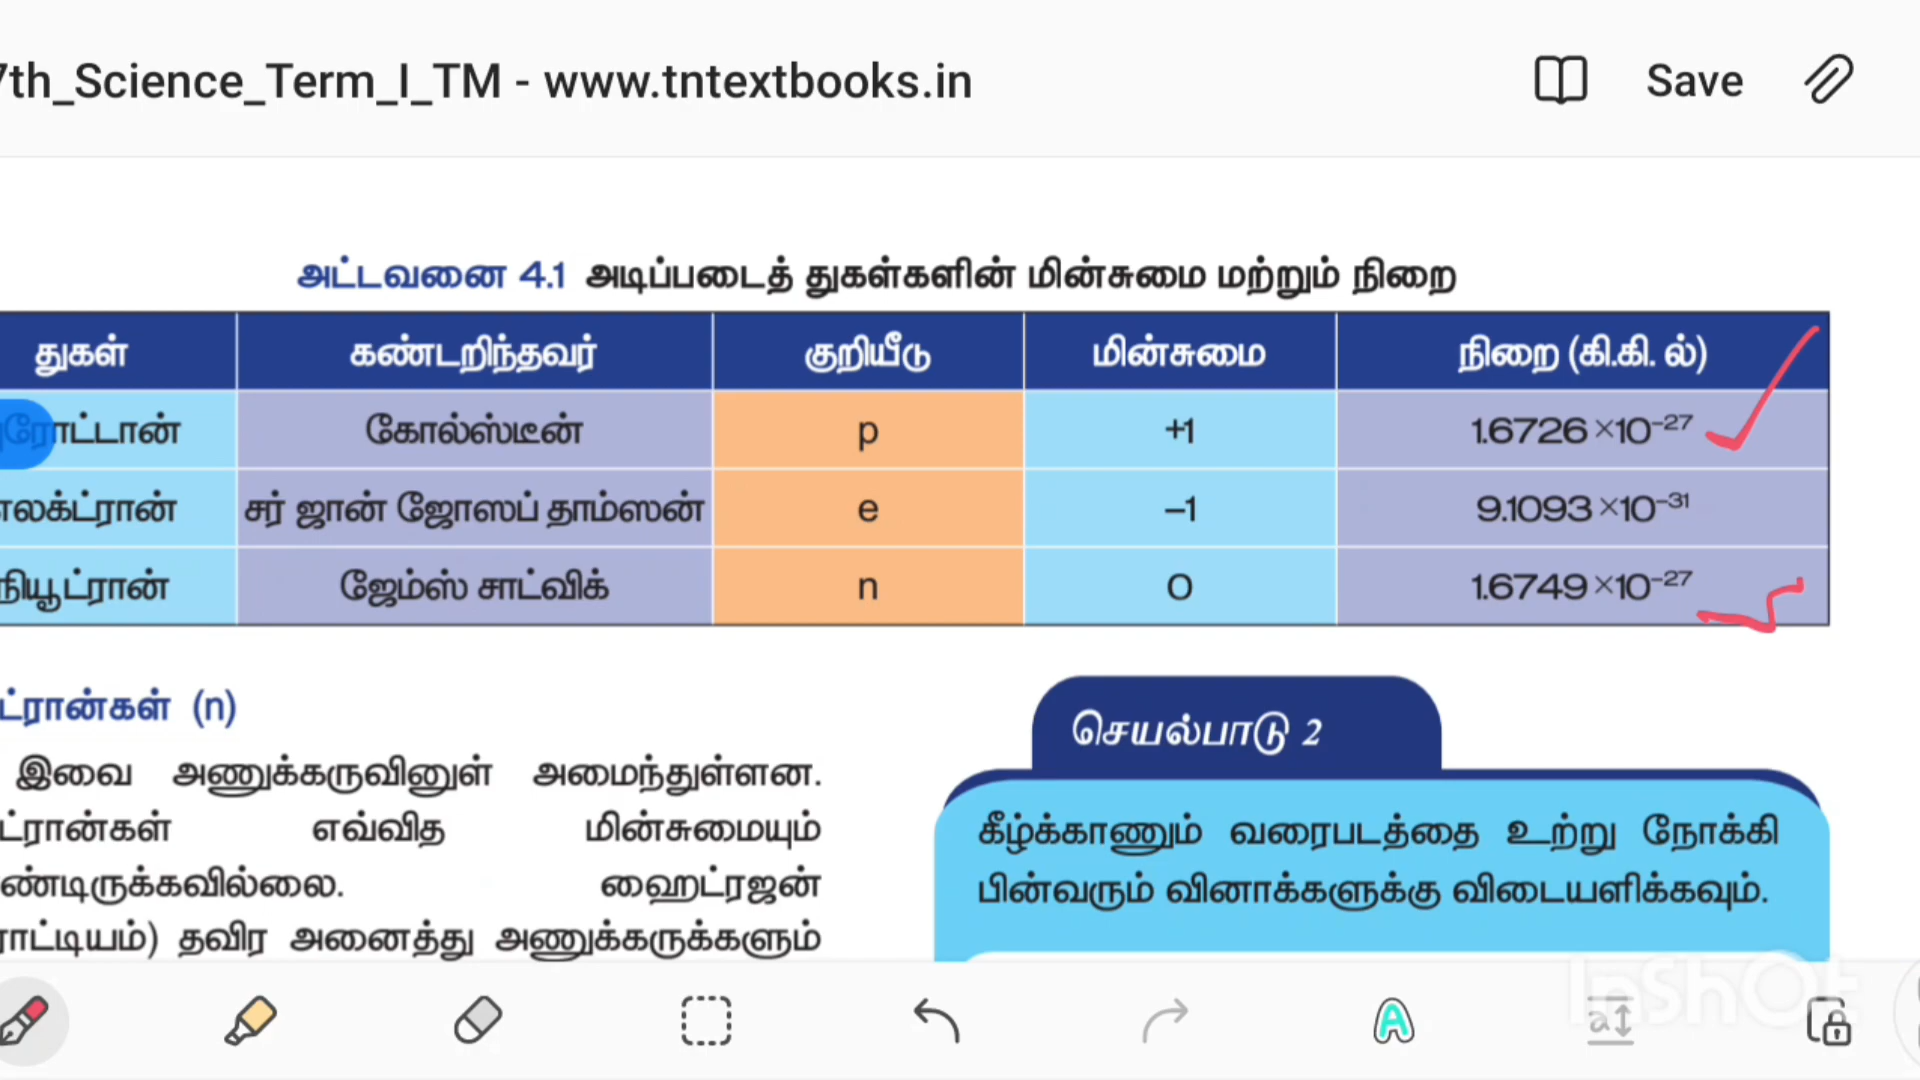 7th_Science_Term_I_TM - www.tntextbooks.in
Save
அட்டவணை 4.1 அடிப்படைத் துகள்களின் மின்சுமை மற்றும் நிறை
துகள் கண்டறிந்தவர் குறியீடு மின்சுமை நிறை (கி.கி. ல்)
ரோட்டான் கோல்ஸ்டீன் p +1 1.6726 ×10⁻²⁷
லக்ட்ரான் சர் ஜான் ஜோஸப் தாம்ஸன் e –1 9.1093 ×10⁻³¹
நியூட்ரான் ஜேம்ஸ் சாட்விக் n 0 1.6749 ×10⁻²⁷
ட்ரான்கள் (n)
இவை அணுக்கருவினுள் அமைந்துள்ளன.
ட்ரான்கள் எவ்வித மின்சுமையும்
ண்டிருக்கவில்லை. ஹைட்ரஜன்
ராட்டியம்) தவிர அனைத்து அணுக்கருக்களும்
செயல்பாடு 2
கீழ்க்காணும் வரைபடத்தை உற்று நோக்கி
பின்வரும் வினாக்களுக்கு விடையளிக்கவும்.
InShOt